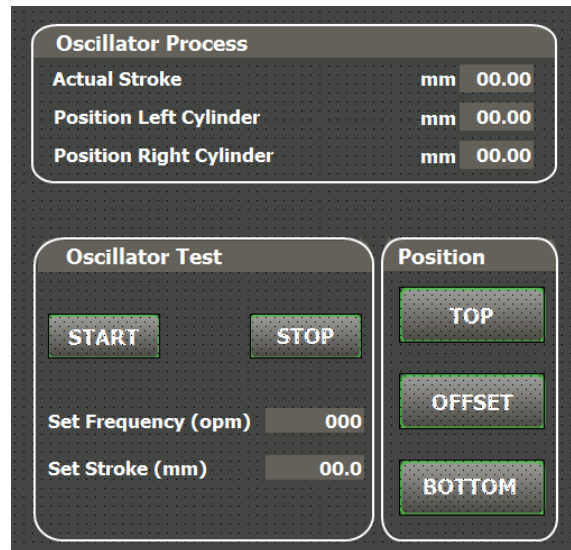 Oscillator Process
Actual Stroke mm 00.00
Position Left Cylinder mm 00.00
Position Right Cylinder mm 00.00
Oscillator Test
START STOP
Set Frequency (opm) 000
Set Stroke (mm) 00.0
Position
TOP
OFFSET
BOTTOM